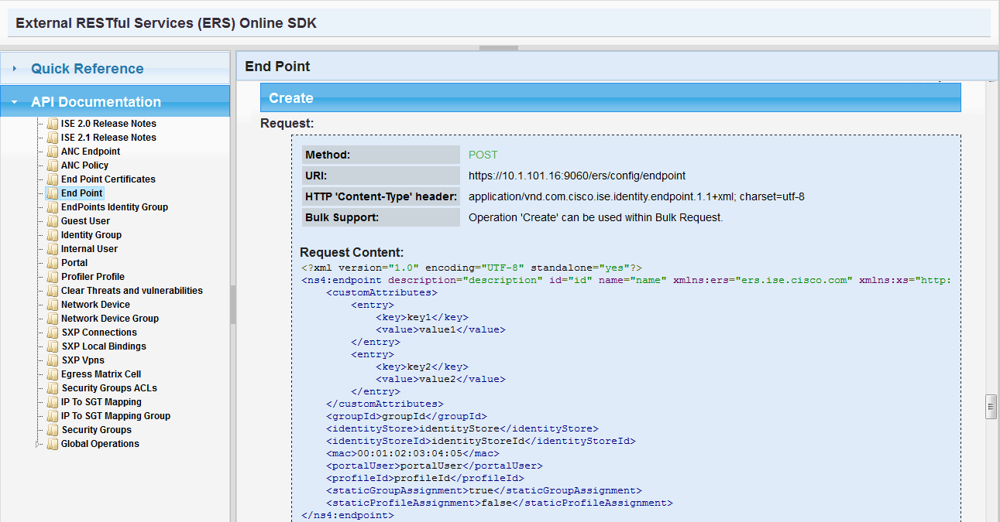 External RESTful Services (ERS) Online SDK
Quick Reference
API Documentation
ISE 2.0 Release Notes
ISE 2.1 Release Notes
ANC Endpoint
ANC Policy
End Point Certificates
End Point
EndPoints Identity Group
Guest User
Identity Group
Internal User
Portal
Profiler Profile
Clear Threats and vulnerabilities
Network Device
Network Device Group
SXP Connections
SXP Local Bindings
SXP Vpns
Egress Matrix Cell
Security Groups ACLs
IP To SGT Mapping
IP To SGT Mapping Group
Security Groups
Global Operations
End Point
Create
Request:
Method: POST
URI: https://10.1.101.16:9060/ers/config/endpoint
HTTP 'Content-Type' header: application/vnd.com.cisco.ise.identity.endpoint.1.1+xml; charset=utf-8
Bulk Support: Operation 'Create' can be used within Bulk Request.
Request Content:
<?xml version="1.0" encoding="UTF-8" standalone="yes"?>
<ns4:endpoint description="description" id="id" name="name" xmlns:ers="ers.ise.cisco.com" xmlns:xs="http:
<customAttributes>
<entry>
<key>key1</key>
<value>value1</value>
</entry>
<entry>
<key>key2</key>
<value>value2</value>
</entry>
</customAttributes>
<groupId>groupId</groupId>
<identityStore>identityStore</identityStore>
<identityStoreId>identityStoreId</identityStoreId>
<mac>00:01:02:03:04:05</mac>
<portalUser>portalUser</portalUser>
<profileId>profileId</profileId>
<staticGroupAssignment>true</staticGroupAssignment>
<staticProfileAssignment>false</staticProfileAssignment>
</ns4:endpoint>